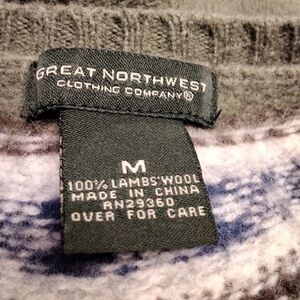 GREAT NORTHWEST
CLOTHING COMPANY®
M
100% LAMBS' WOOL
MADE IN CHINA
RN29360
OVER FOR CARE